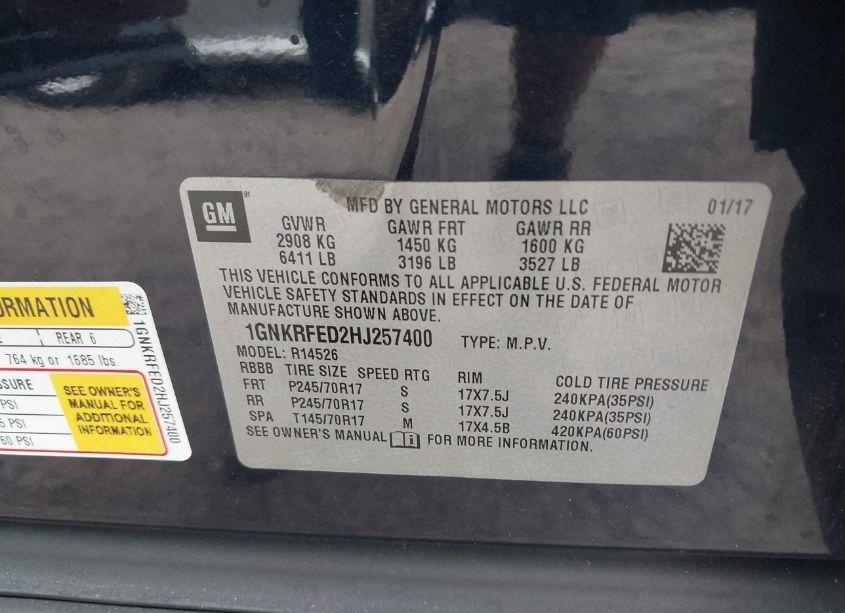 GM
MFD BY GENERAL MOTORS LLC 01/17
GVWR GAWR FRT GAWR RR
2908 KG 1450 KG 1600 KG
6411 LB 3196 LB 3527 LB
THIS VEHICLE CONFORMS TO ALL APPLICABLE U.S. FEDERAL MOTOR
VEHICLE SAFETY STANDARDS IN EFFECT ON THE DATE OF
MANUFACTURE SHOWN ABOVE.
1GNKRFED2HJ257400 TYPE: M.P.V.
MODEL: R14526
RBBB TIRE SIZE SPEED RTG RIM COLD TIRE PRESSURE
FRT P245/70R17 S 17X7.5J 240KPA(35PSI)
RR P245/70R17 S 17X7.5J 240KPA(35PSI)
SPA T145/70R17 M 17X4.5B 420KPA(60PSI)
SEE OWNER'S MANUAL i FOR MORE INFORMATION.
ORMATION
REAR 6
764 kg or 1685 lbs.
SSURE
PSI
5 PSI
60 PSI
SEE OWNER'S
MANUAL FOR
ADDITIONAL
INFORMATION
1GNKRFED2HJ257400